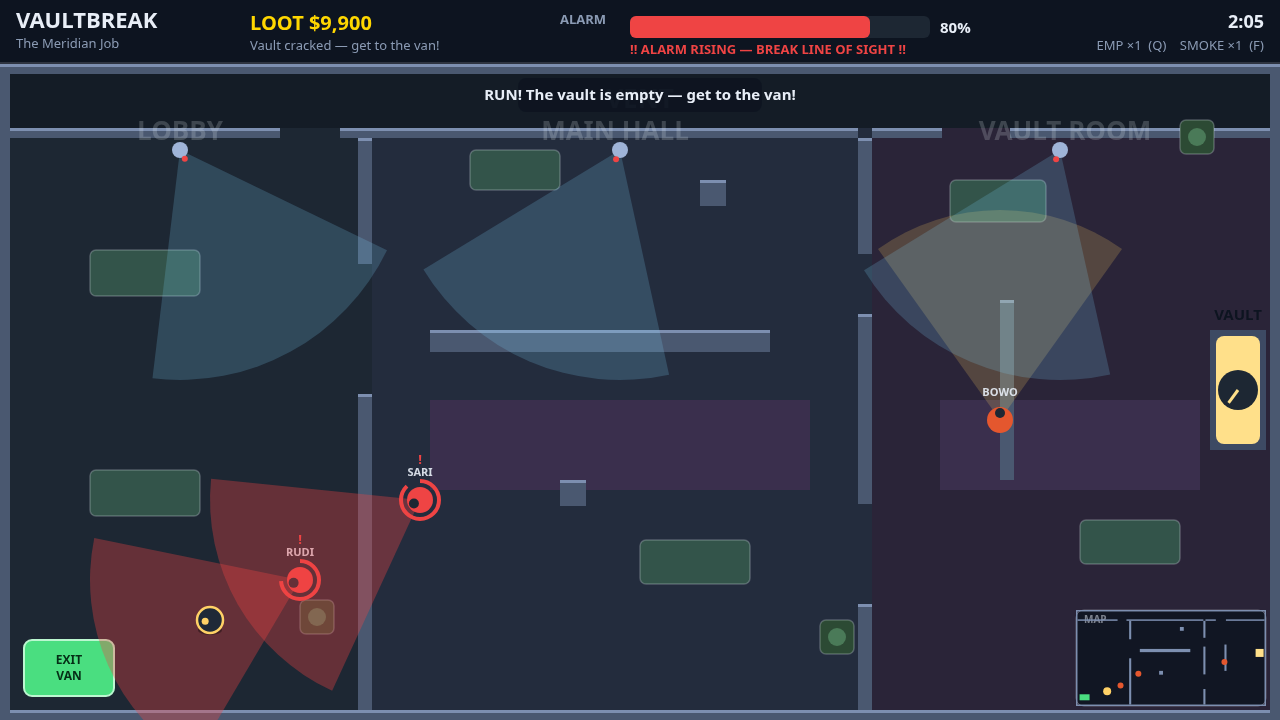 VAULTBREAK
The Meridian Job
LOOT $9,900
Vault cracked — get to the van!
ALARM
80%
!! ALARM RISING — BREAK LINE OF SIGHT !!
2:05
EMP ×1 (Q) SMOKE ×1 (F)
RUN! The vault is empty — get to the van!
LOBBY
MAIN HALL
VAULT ROOM
VAULT
BOWO
!
SARI
!
RUDI
EXIT
VAN
MAP